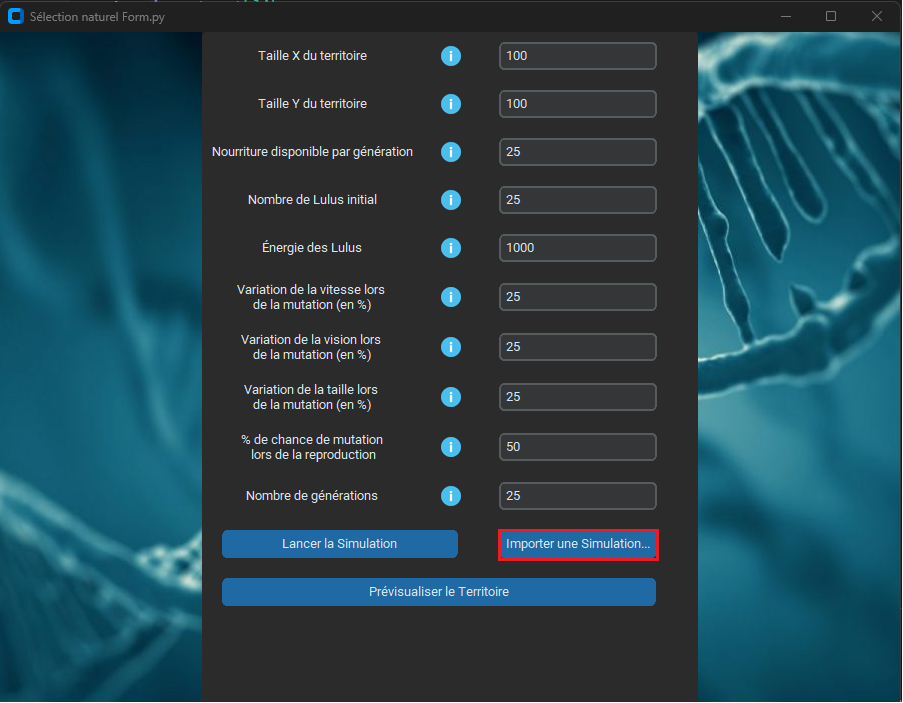 Sélection naturel Form.py
Taille X du territoire
i
100
Taille Y du territoire
i
100
Nourriture disponible par génération
i
25
Nombre de Lulus initial
i
25
Énergie des Lulus
i
1000
Variation de la vitesse lors
de la mutation (en %)
i
25
Variation de la vision lors
de la mutation (en %)
i
25
Variation de la taille lors
de la mutation (en %)
i
25
% de chance de mutation
lors de la reproduction
i
50
Nombre de générations
i
25
Lancer la Simulation
Importer une Simulation...
Prévisualiser le Territoire